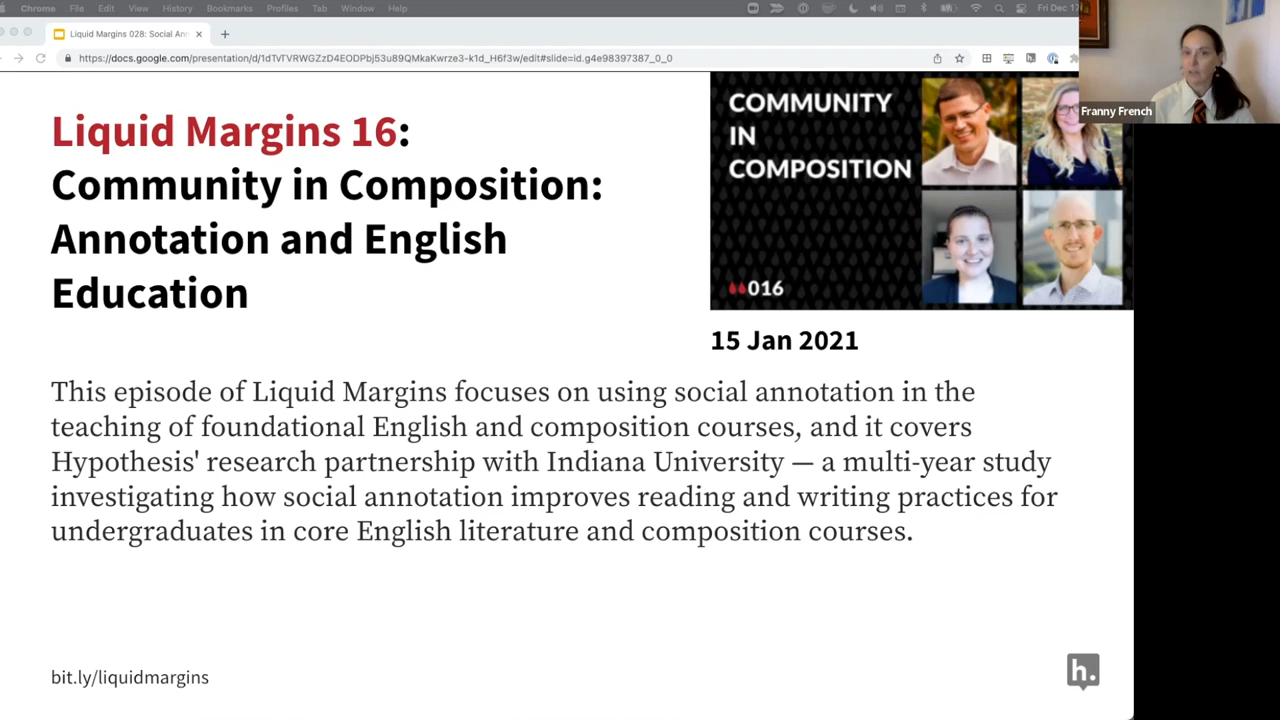 Chrome File Edit View History Bookmarks Profiles Tab Window Help Fri Dec 17
Liquid Margins 028: Social Ann
https://docs.google.com/presentation/d/1dTVTVRWGZzD4EODPbj53u89QMkaKwrze3-k1d_H6f3w/edit#slide=id.g4e98397387_0_0
Franny French
Liquid Margins 16:
Community in Composition:
Annotation and English
Education
COMMUNITY
IN
COMPOSITION
016
15 Jan 2021
This episode of Liquid Margins focuses on using social annotation in the
teaching of foundational English and composition courses, and it covers
Hypothesis' research partnership with Indiana University — a multi-year study
investigating how social annotation improves reading and writing practices for
undergraduates in core English literature and composition courses.
bit.ly/liquidmargins
h.